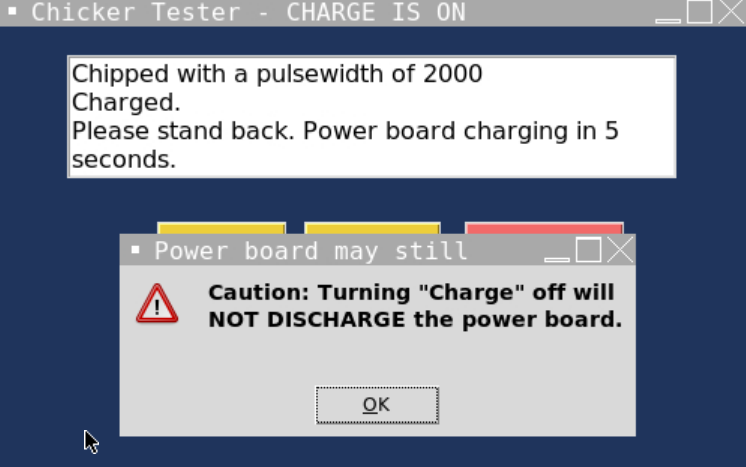 Chicker Tester - CHARGE IS ON
Chipped with a pulsewidth of 2000
Charged.
Please stand back. Power board charging in 5
seconds.
Power board may still
Caution: Turning "Charge" off will
NOT DISCHARGE the power board.
OK